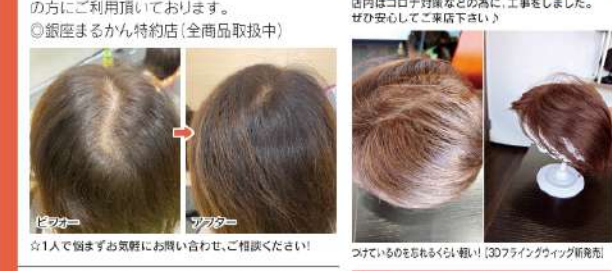 の方にご利用頂いております。
◎銀座まるかん特約店(全商品取扱中)
ビフォー
アフター
☆1人で悩まずお気軽にお問い合わせ、ご相談ください!
店内はコロナ対策などの為に、工事をしました。
ぜひ安心してご来店下さい♪
つけているのを忘れるくらい軽い!【3Dフライングウィッグ新発売】